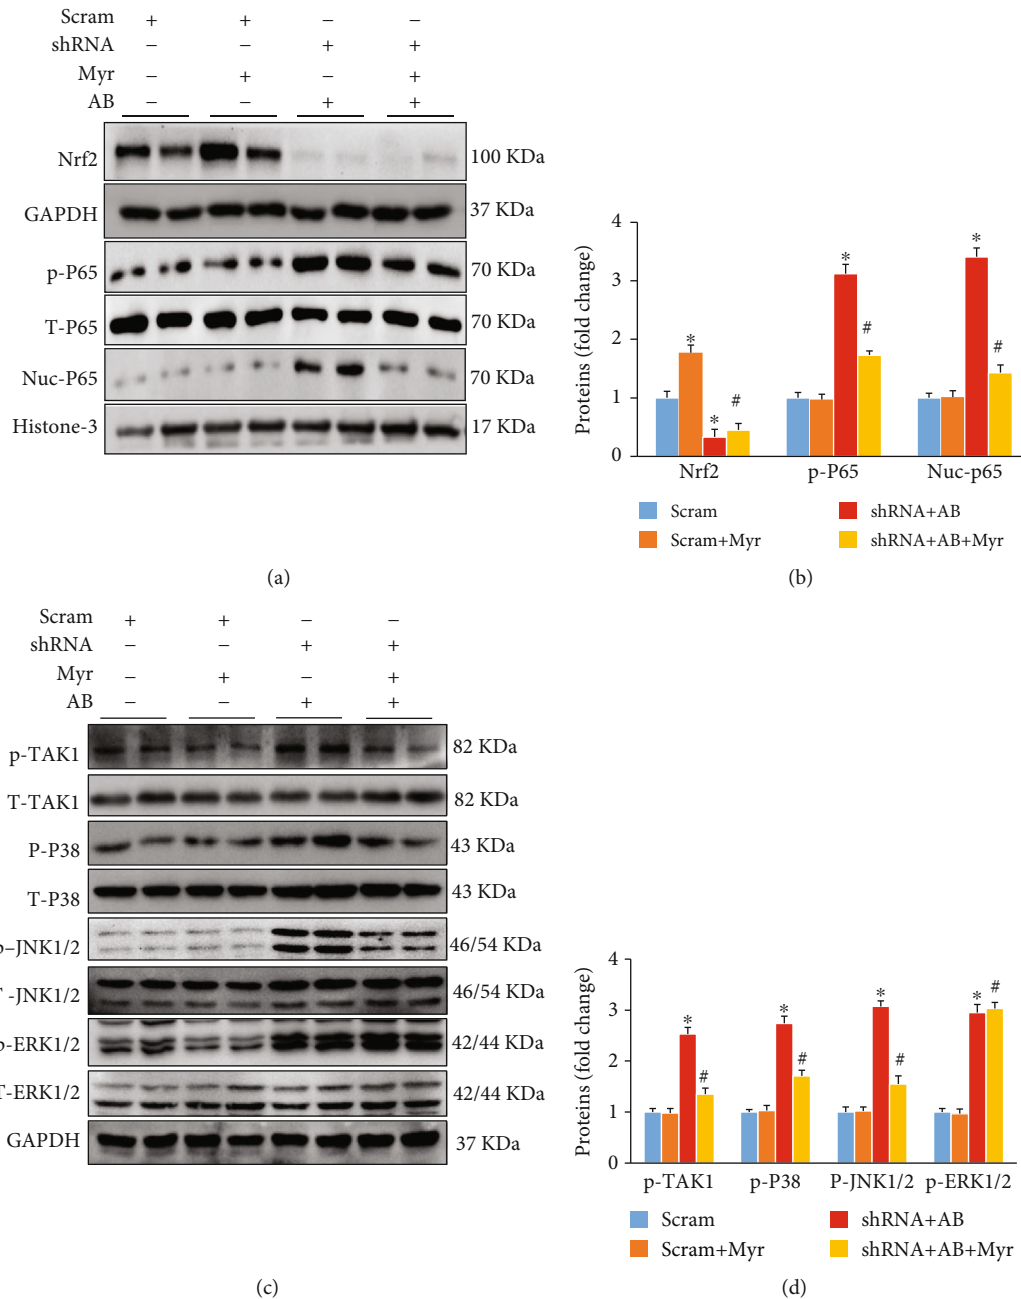 Scram + + − −
shRNA − − + +
Myr − + − +
AB − − + +
Nrf2 100 KDa
GAPDH 37 KDa
p-P65 70 KDa
T-P65 70 KDa
Nuc-P65 70 KDa
Histone-3 17 KDa
(a)
Proteins (fold change)
4
3
2
1
0
* * # * # * #
Nrf2 p-P65 Nuc-p65
Scram shRNA+AB
Scram+Myr shRNA+AB+Myr
(b)
Scram + + − −
shRNA − − + +
Myr − + − +
AB − − + +
p-TAK1 82 KDa
T-TAK1 82 KDa
P-P38 43 KDa
T-P38 43 KDa
p–JNK1/2 46/54 KDa
T -JNK1/2 46/54 KDa
p-ERK1/2 42/44 KDa
T-ERK1/2 42/44 KDa
GAPDH 37 KDa
(c)
Proteins (fold change)
4
3
2
1
0
* # * # * # * #
p-TAK1 p-P38 P-JNK1/2 p-ERK1/2
Scram shRNA+AB
Scram+Myr shRNA+AB+Myr
(d)